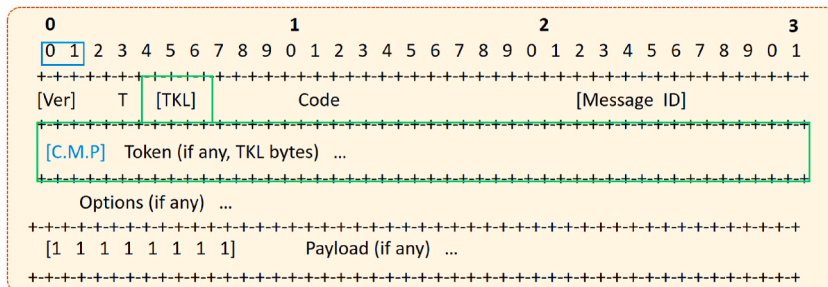 0 1 2 3
0 1 2 3 4 5 6 7 8 9 0 1 2 3 4 5 6 7 8 9 0 1 2 3 4 5 6 7 8 9 0 1
+-+-+-+-+-+-+-+-+-+-+-+-+-+-+-+-+-+-+-+-+-+-+-+-+-+-+-+-+-+-+-+-+
[Ver] T [TKL] Code [Message ID]
+-+-+-+-+-+-+-+-+-+-+-+-+-+-+-+-+-+-+-+-+-+-+-+-+-+-+-+-+-+-+-+-+
[C.M.P] Token (if any, TKL bytes) ...
+-+-+-+-+-+-+-+-+-+-+-+-+-+-+-+-+-+-+-+-+-+-+-+-+-+-+-+-+-+-+-+-+
Options (if any) ...
+-+-+-+-+-+-+-+-+-+-+-+-+-+-+-+-+-+-+-+-+-+-+-+-+-+-+-+-+-+-+-+-+
[1 1 1 1 1 1 1 1] Payload (if any) ...
+-+-+-+-+-+-+-+-+-+-+-+-+-+-+-+-+-+-+-+-+-+-+-+-+-+-+-+-+-+-+-+-+